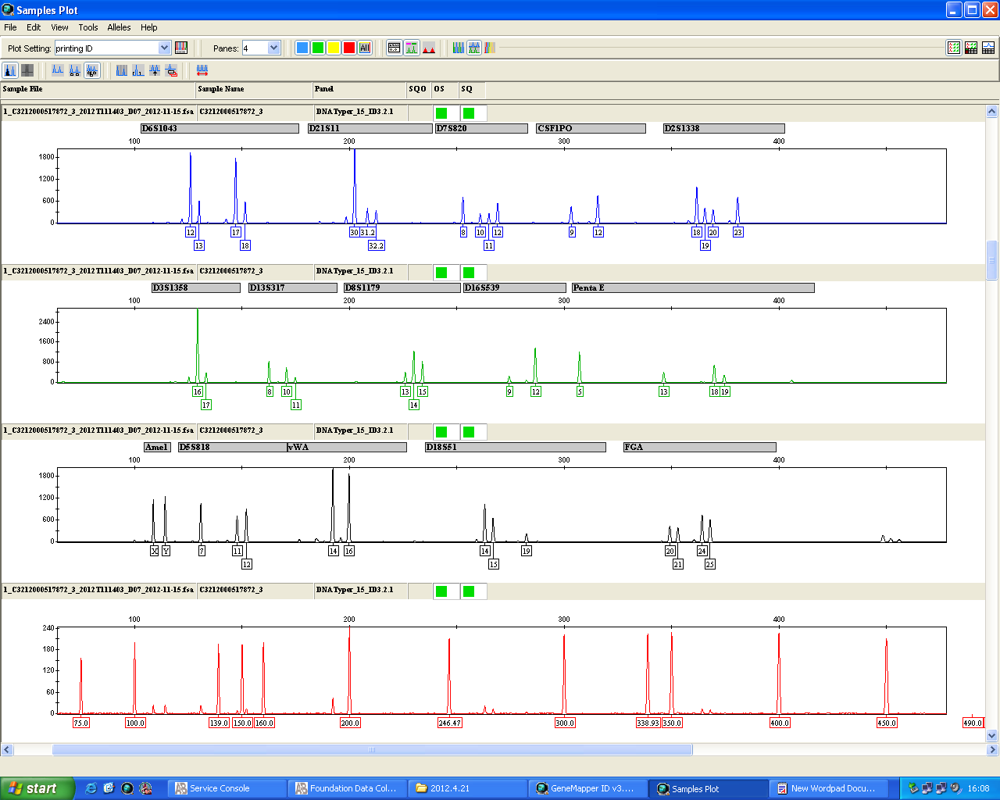 Samples Plot
File Edit View Tools Alleles Help
Plot Setting: printing ID Panes: 4 All
Sample File Sample Name Panel SQO OS SQ
1_C3212000517872_3_2012T111403_D07_2012-11-15.fsa C3212000517872_3 DNATyper_15_ID3.2.1
D6S1043 D21S11 D7S820 CSF1PO D2S1338
100 200 300 400
1800
1200
600
0
12 17 30 31.2 8 10 12 9 12 18 20 23
13 18 32.2 11 19
1_C3212000517872_3_2012T111403_D07_2012-11-15.fsa C3212000517872_3 DNATyper_15_ID3.2.1
D3S1358 D13S317 D8S1179 D16S539 Penta E
100 200 300 400
2400
1600
800
0
16 8 10 13 15 9 12 5 13 18 19
17 11 14
1_C3212000517872_3_2012T111403_D07_2012-11-15.fsa C3212000517872_3 DNATyper_15_ID3.2.1
Amel D5S818 vWA D18S51 FGA
100 200 300 400
1800
1200
600
0
X Y 7 11 14 16 14 19 20 24
12 15 21 25
1_C3212000517872_3_2012T111403_D07_2012-11-15.fsa C3212000517872_3 DNATyper_15_ID3.2.1
100 200 300 400
240
180
120
60
0
75.0 100.0 139.0 150.0 160.0 200.0 246.47 300.0 338.93 350.0 400.0 450.0 490.0
start Service Console Foundation Data Col... 2012.4.21 GeneMapper ID v3.... Samples Plot New Wordpad Docu... 16:08